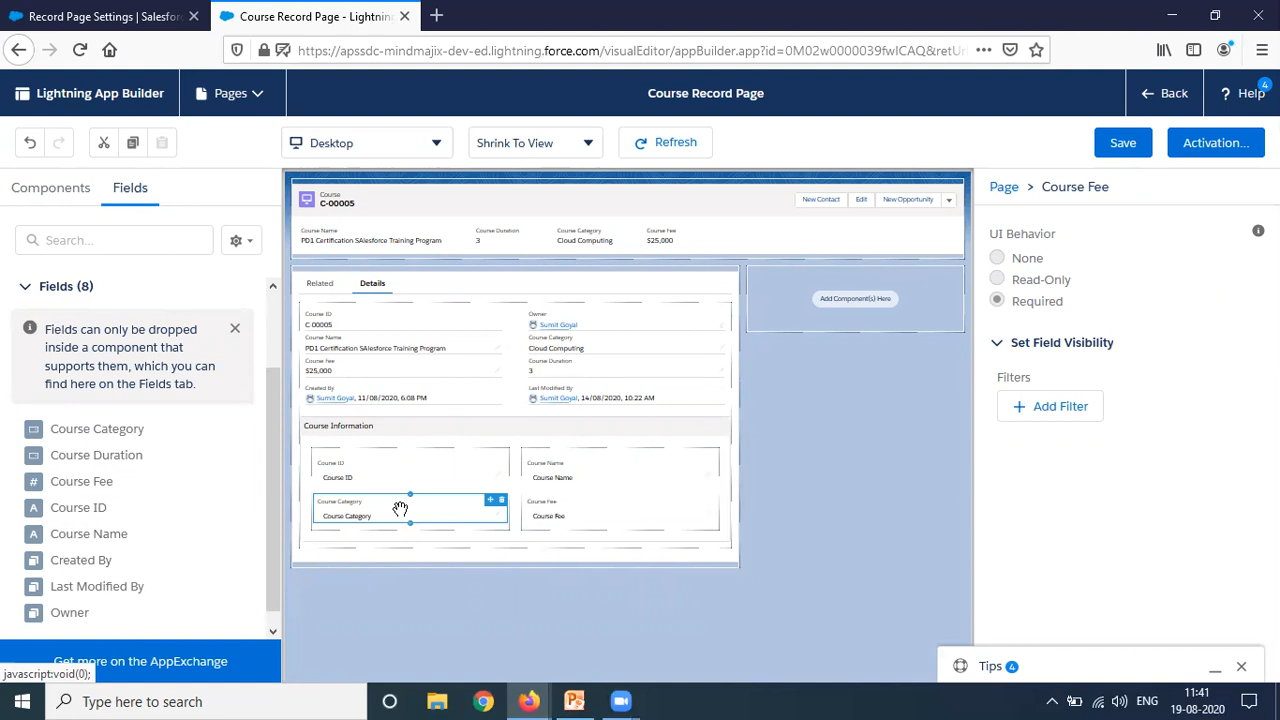 Record Page Settings | Salesfor
Course Record Page - Lightnin
https://apssdc-mindmajix-dev-ed.lightning.force.com/visualEditor/appBuilder.app?id=0M02w0000039fwICAQ&retUr
Lightning App Builder
Pages
Course Record Page
Back
? Help
4
Desktop
Shrink To View
Refresh
Save
Activation...
Components
Fields
Search...
Fields (8)
Fields can only be dropped
inside a component that
supports them, which you can
find here on the Fields tab.
Course Category
Course Duration
Course Fee
Course ID
Course Name
Created By
Last Modified By
Owner
Get more on the AppExchange
javascript:void(0);
Course
C-00005
New Contact
Edit
New Opportunity
Course Name
Course Duration
Course Category
Course Fee
PD1 Certification SAlesforce Training Program
3
Cloud Computing
$25,000
Related
Details
Course ID
Owner
C-00005
Sumit Goyal
Course Name
Course Category
PD1 Certification SAlesforce Training Program
Cloud Computing
Course Fee
Course Duration
$25,000
3
Created By
Last Modified By
Sumit Goyal, 11/08/2020, 6:08 PM
Sumit Goyal, 14/08/2020, 10:22 AM
Course Information
Course ID
Course Name
Course ID
Course Name
Course Category
Course Fee
Course Category
Course Fee
Add Component(s) Here
Page > Course Fee
UI Behavior
None
Read-Only
Required
Set Field Visibility
Filters
+ Add Filter
Tips 4
Type here to search
ENG
11:41
19-08-2020